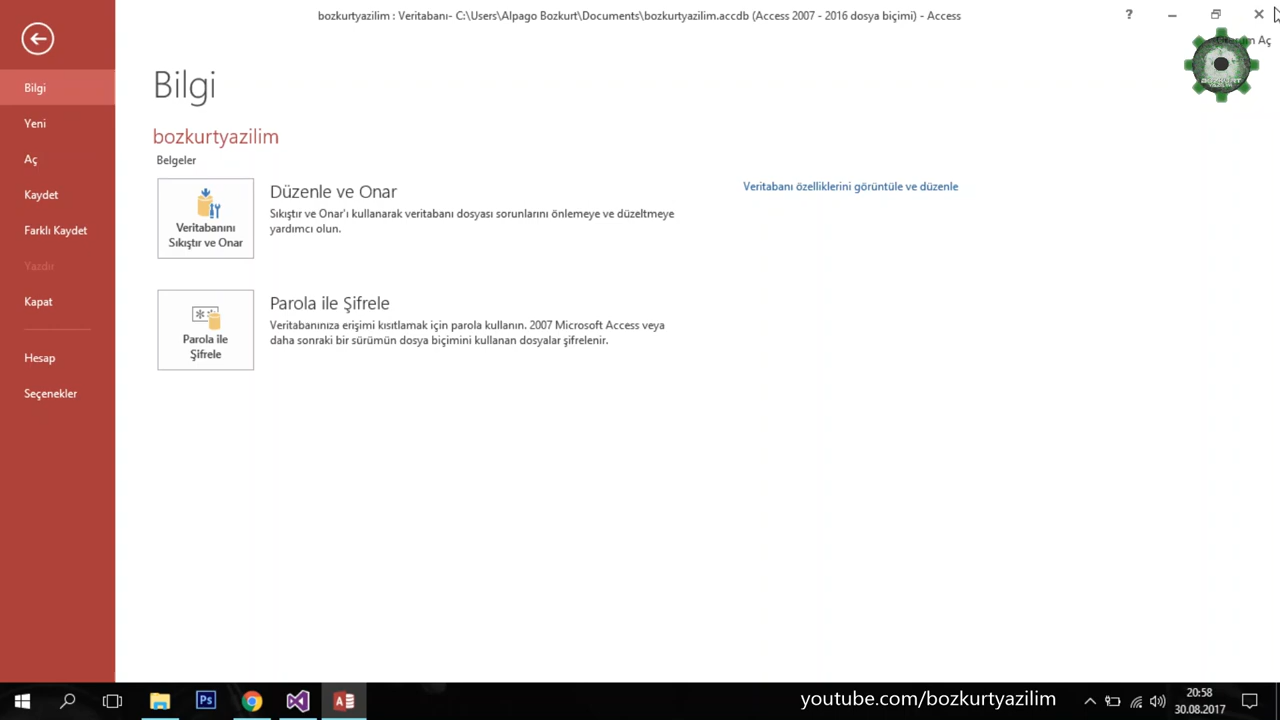 bozkurtyazilim : Veritabanı- C:\Users\Alpago Bozkurt\Documents\bozkurtyazilim.accdb (Access 2007 - 2016 dosya biçimi) - Access
?
Aç
BOZKURT
YAZILIM
Bilgi
Yeni
Aç
Kaydet
Farklı Kaydet
Yazdır
Kapat
Hesap
Seçenekler
Bilgi
bozkurtyazilim
Belgeler
Veritabanını
Sıkıştır ve Onar
Düzenle ve Onar
Sıkıştır ve Onar'ı kullanarak veritabanı dosyası sorunlarını önlemeye ve düzeltmeye
yardımcı olun.
Veritabanı özelliklerini görüntüle ve düzenle
Parola ile
Şifrele
Parola ile Şifrele
Veritabanınıza erişimi kısıtlamak için parola kullanın. 2007 Microsoft Access veya
daha sonraki bir sürümün dosya biçimini kullanan dosyalar şifrelenir.
Ps
youtube.com/bozkurtyazilim
20:58
30.08.2017